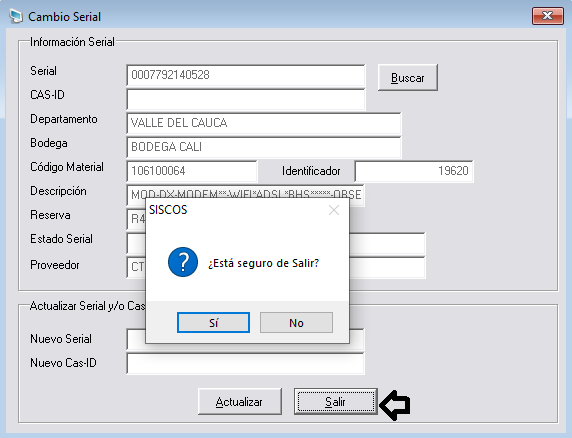 Cambio Serial
Información Serial
Serial 0007792140528 Buscar
CAS-ID
Departamento VALLE DEL CAUCA
Bodega BODEGA CALI
Código Material 106100064 Identificador 19620
Descripción MOD-DX-MODEM**-WIFI*ADSL*BHS*****-OBSE
Reserva R4
Estado Serial
Proveedor CT
SISCOS
¿Está seguro de Salir?
Sí No
Actualizar Serial y/o Cas
Nuevo Serial
Nuevo Cas-ID
Actualizar Salir